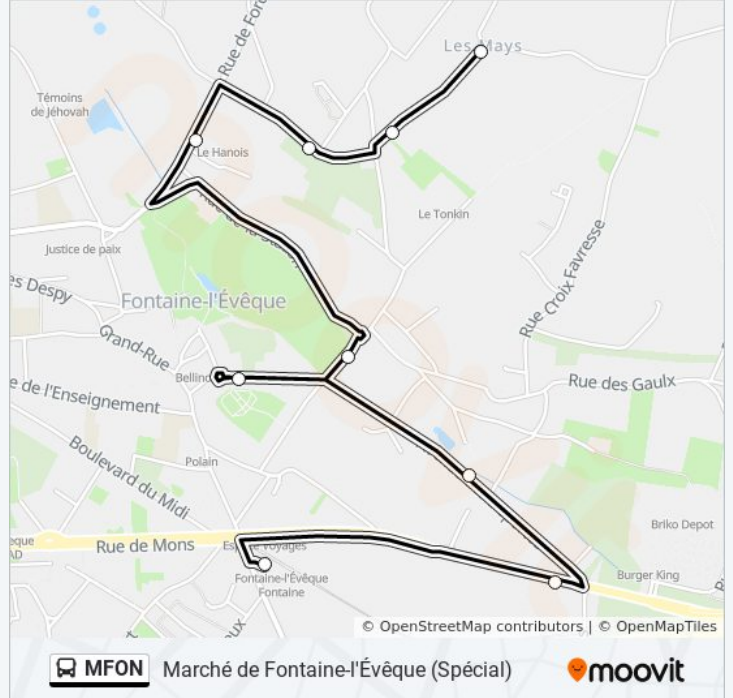 Rue de Forc
Les Mays
Témoins
de Jéhovah
Le Hanois
Le Tonkin
Justice de paix
Rue Croix Favresse
es Despy
Fontaine-l'Évêque
Grand-Rue
Bellino
Rue des Gaulx
e de l'Enseignement
Boulevard du Midi
Polain
Briko Depot
Rue de Mons
Burger King
Fontaine-l'Évêque
Fontaine
© OpenStreetMap contributors | © OpenMapTiles
MFON Marché de Fontaine-l'Évêque (Spécial) moovit